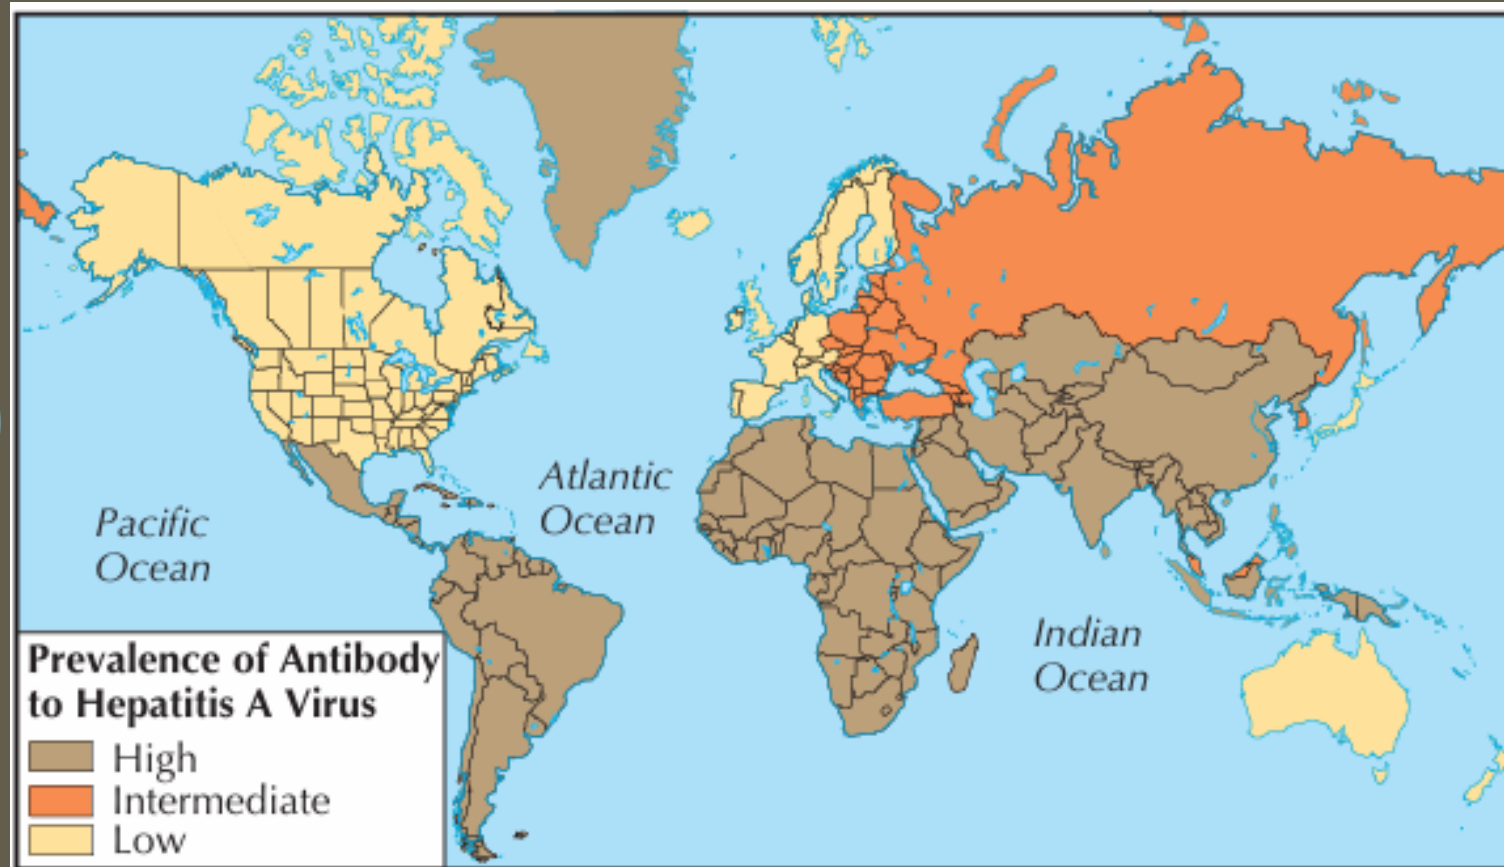 Atlantic
Ocean
Pacific
Ocean
Indian
Ocean
Prevalence of Antibody
to Hepatitis A Virus
High
Intermediate
Low